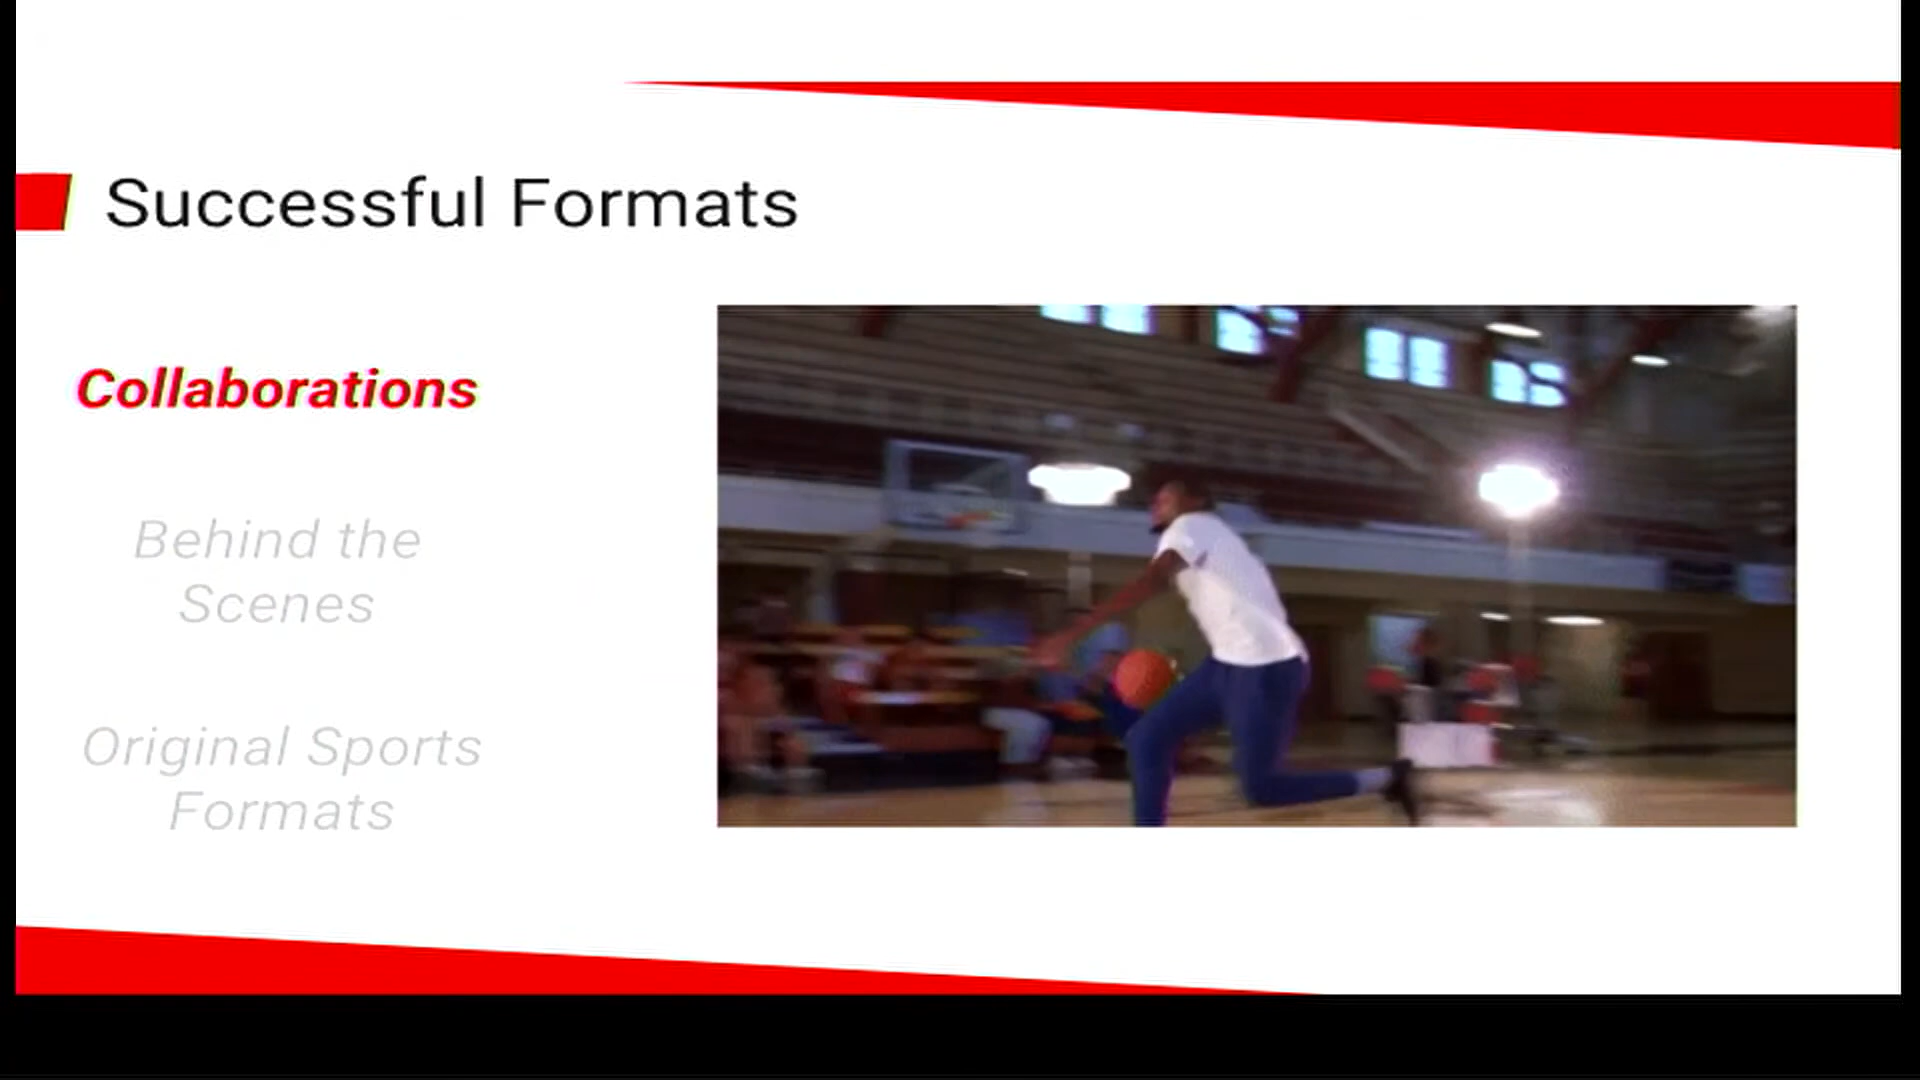 Successful Formats
Collaborations
Behind the
Scenes
Original Sports
Formats